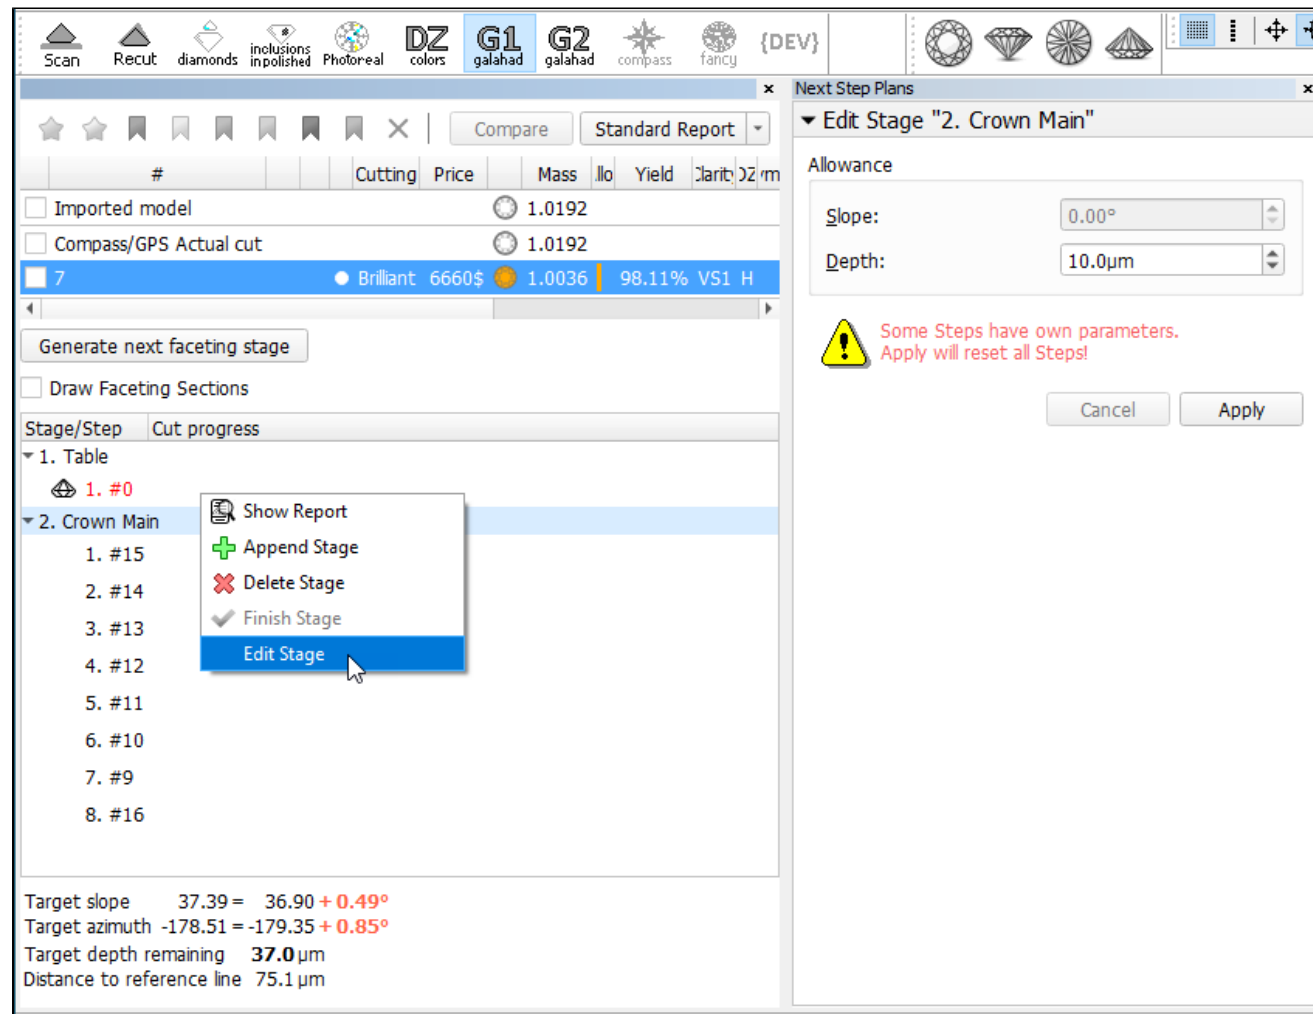 Scan Recut diamonds inclusions inpolished Photoreal DZ colors G1 galahad G2 galahad compass fancy {DEV}
Next Step Plans
Edit Stage "2. Crown Main"
Compare Standard Report
# Cutting Price Mass llo Yield DZ
Imported model 1.0192
Compass/GPS Actual cut 1.0192
7 Brilliant 6660$ 1.0036 98.11% VS1 H
Allowance
Slope: 0.00°
Depth: 10.0µm
Some Steps have own parameters.
Apply will reset all Steps!
Cancel Apply
Generate next faceting stage
Draw Faceting Sections
Stage/Step Cut progress
1. Table
1. #0
2. Crown Main
1. #15
2. #14
3. #13
4. #12
5. #11
6. #10
7. #9
8. #16
Show Report
Append Stage
Delete Stage
Finish Stage
Edit Stage
Target slope 37.39 = 36.90 + 0.49°
Target azimuth -178.51 = -179.35 + 0.85°
Target depth remaining 37.0 µm
Distance to reference line 75.1 µm